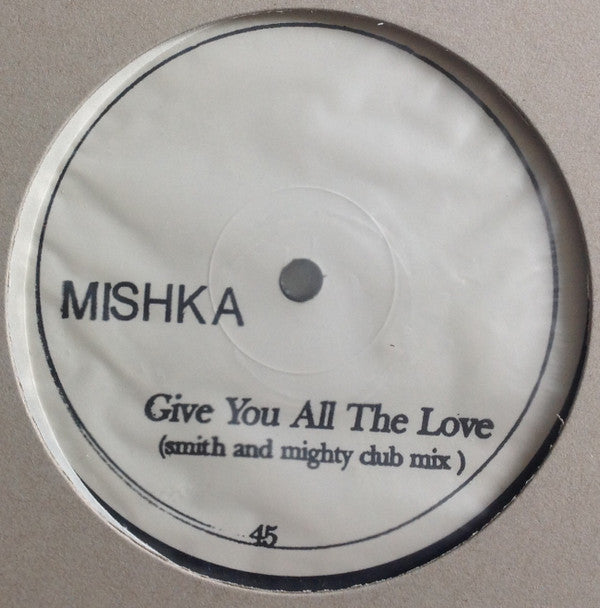 MISHKA
Give You All The Love
(smith and mighty club mix )
45